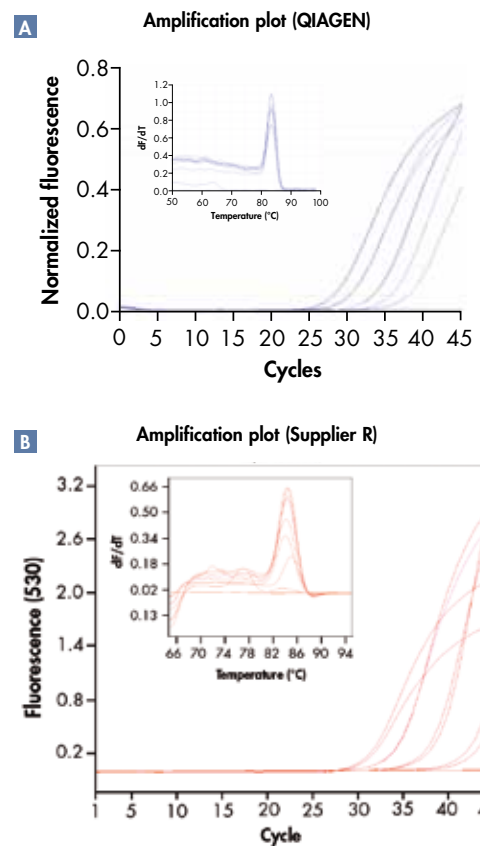 A
Amplification plot (QIAGEN)
Normalized fluorescence
0.8
0.6
0.4
0.2
0.0
0 5 10 15 20 25 30 35 40 45
Cycles
dF/dT
1.2
1.0
0.8
0.6
0.4
0.2
0.0
50 60 70 80 90 100
Temperature (°C)
B
Amplification plot (Supplier R)
Fluorescence (530)
3.2
2.6
2.0
1.4
0.8
0.2
1 5 10 15 20 25 30 35 40
Cycle
dF/dT
0.66
0.50
0.34
0.18
0.02
0.13
66 70 74 78 82 86 90 94
Temperature (°C)